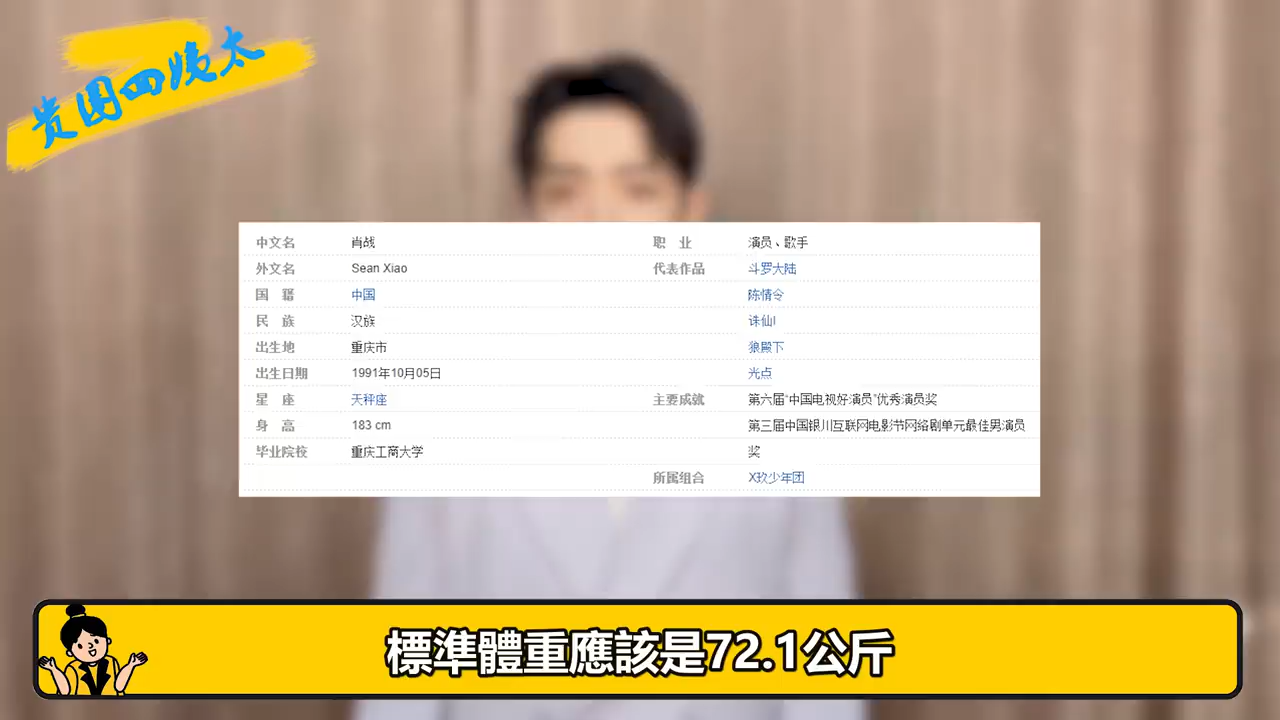 贵圈四姨太
中文名 肖战 职业 演员、歌手
外文名 Sean Xiao 代表作品 斗罗大陆
国籍 中国 陈情令
民族 汉族 诛仙I
出生地 重庆市 狼殿下
出生日期 1991年10月05日 光点
星座 天秤座 主要成就 第六届“中国电视好演员”优秀演员奖
身高 183 cm 第三届中国银川互联网电影节网络剧单元最佳男演员
毕业院校 重庆工商大学 奖
所属组合 X玖少年团
標準體重應該是72.1公斤